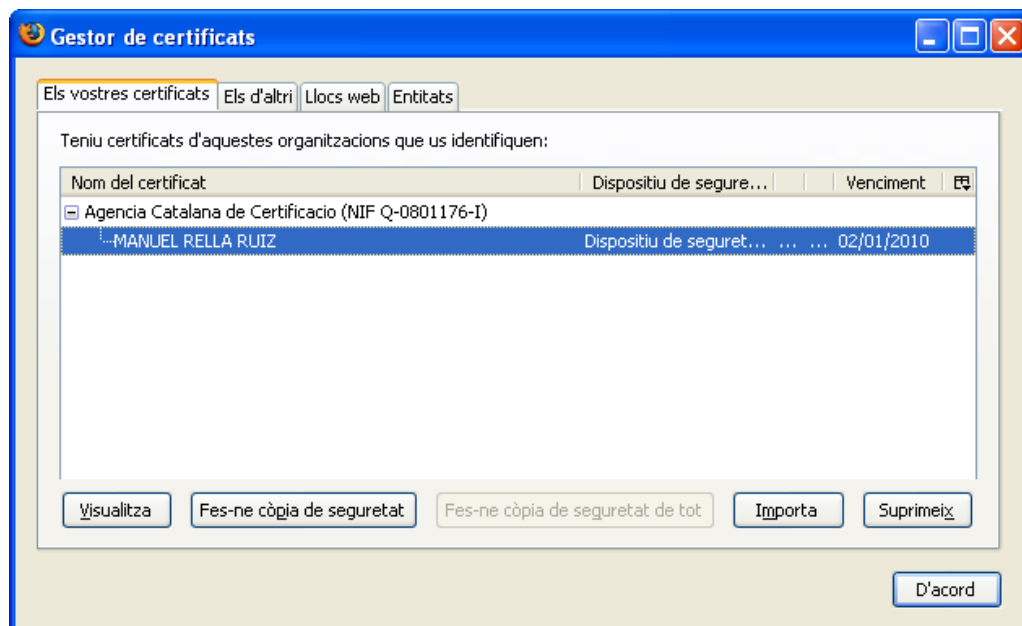 Gestor de certificats
Els vostres certificats Els d'altri Llocs web Entitats
Teniu certificats d'aquestes organitzacions que us identifiquen:
Nom del certificat Dispositiu de segure... Venciment
Agencia Catalana de Certificacio (NIF Q-0801176-I)
MANUEL RELLA RUIZ Dispositiu de seguret... ... ... 02/01/2010
Visualitza Fes-ne còpia de seguretat Fes-ne còpia de seguretat de tot Importa Suprimeix
D'acord